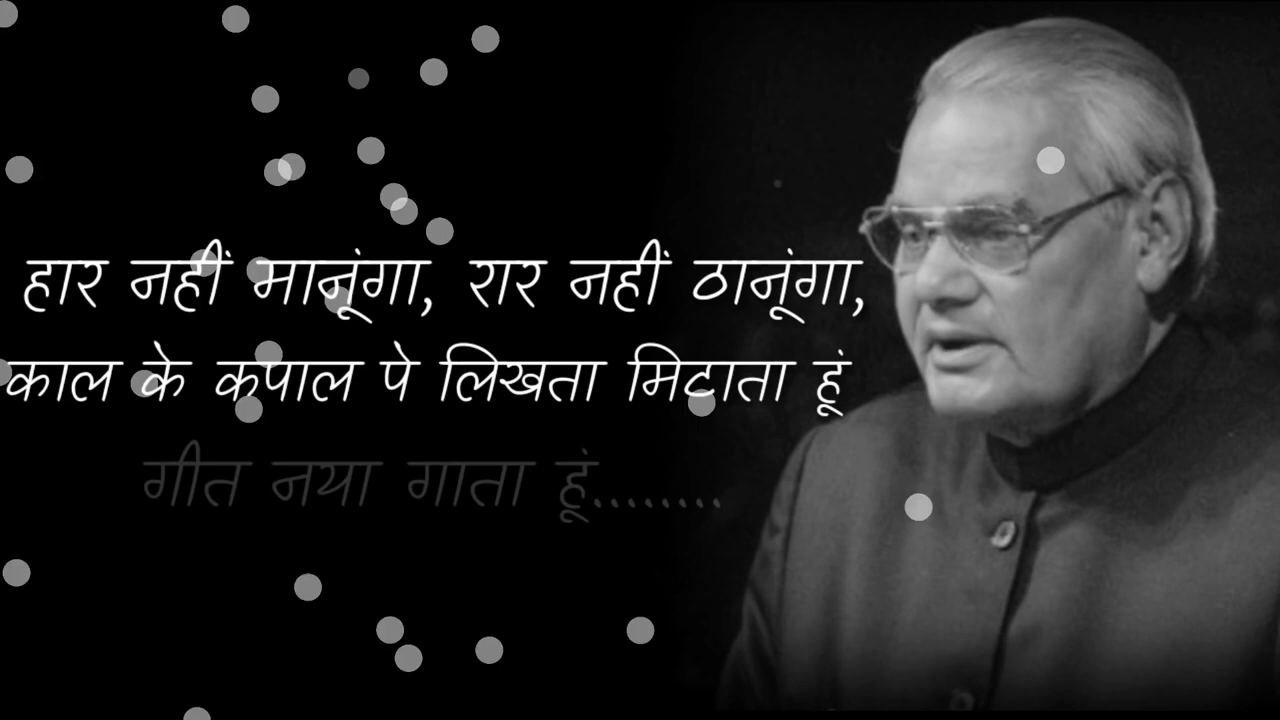 हार नहीं मानूंगा, रार नहीं ठानूंगा,
काल के कपाल पे लिखता मिटाता हूं
गीत नया गाता हूं........